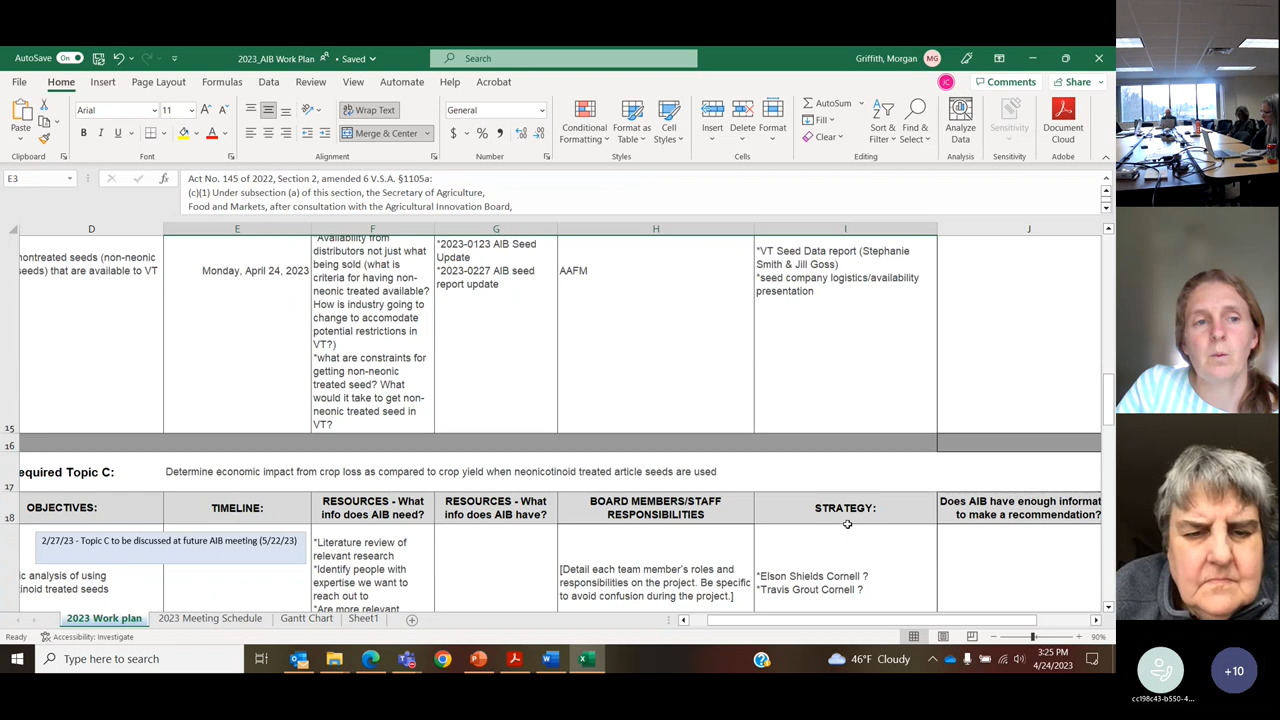 AutoSave On 2023_AIB Work Plan • Saved Search Griffith, Morgan MG
File Home Insert Page Layout Formulas Data Review View Automate Help Acrobat JC Comments Share
Paste Arial 11 Wrap Text General Conditional Formatting Format as Table Cell Styles Insert Delete Format AutoSum Fill Clear Sort & Filter Find & Select Analyze Data Sensitivity Document Cloud
B I U Merge & Center $ % 9
Clipboard Font Alignment Number Styles Cells Editing Analysis Sensitivity Adobe
E3 fx Act No. 145 of 2022, Section 2, amended 6 V.S.A. §1105a:
(c)(1) Under subsection (a) of this section, the Secretary of Agriculture,
Food and Markets, after consultation with the Agricultural Innovation Board,
D E F G H I J
nontreated seeds (non-neonic
seeds) that are available to VT
Monday, April 24, 2023
*Availability from
distributors not just what
being sold (what is
criteria for having non-
neonic treated available?
How is industry going to
change to accomodate
potential restrictions in
VT?)
*what are constraints for
getting non-neonic
treated seed? What
would it take to get non-
neonic treated seed in
VT?
*2023-0123 AIB Seed
Update
*2023-0227 AIB seed
report update
AAFM
*VT Seed Data report (Stephanie
Smith & Jill Goss)
*seed company logistics/availability
presentation
15
16
equired Topic C: Determine economic impact from crop loss as compared to crop yield when neonicotinoid treated article seeds are used
17
OBJECTIVES:
TIMELINE:
RESOURCES - What
info does AIB need?
RESOURCES - What
info does AIB have?
BOARD MEMBERS/STAFF
RESPONSIBILITIES
STRATEGY:
Does AIB have enough informat
to make a recommendation?
18
2/27/23 - Topic C to be discussed at future AIB meeting (5/22/23)
ic analysis of using
tinoid treated seeds
*Literature review of
relevant research
*Identify people with
expertise we want to
reach out to
*Are more relevant
[Detail each team member's roles and
responsibilities on the project. Be specific
to avoid confusion during the project.]
*Elson Shields Cornell ?
*Travis Grout Cornell ?
2023 Work plan 2023 Meeting Schedule Gantt Chart Sheet1
Ready Accessibility: Investigate 90%
Type here to search 46°F Cloudy 3:25 PM
4/24/2023
cc198c43-b550-4...
+10